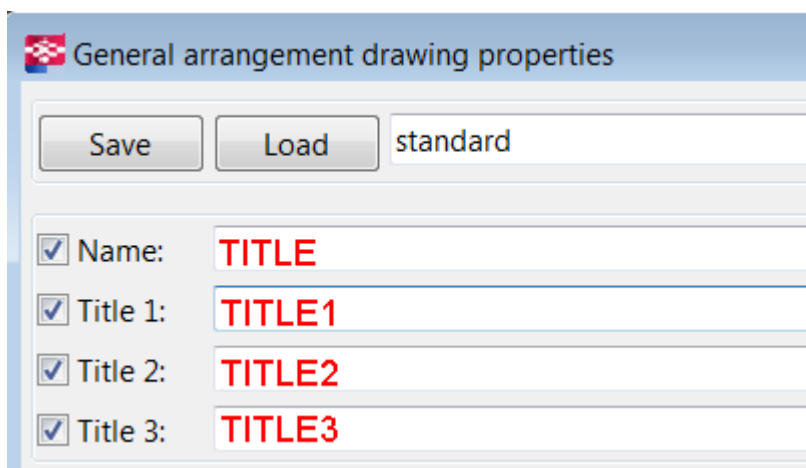 General arrangement drawing properties
Save Load standard
Name: TITLE
Title 1: TITLE1
Title 2: TITLE2
Title 3: TITLE3